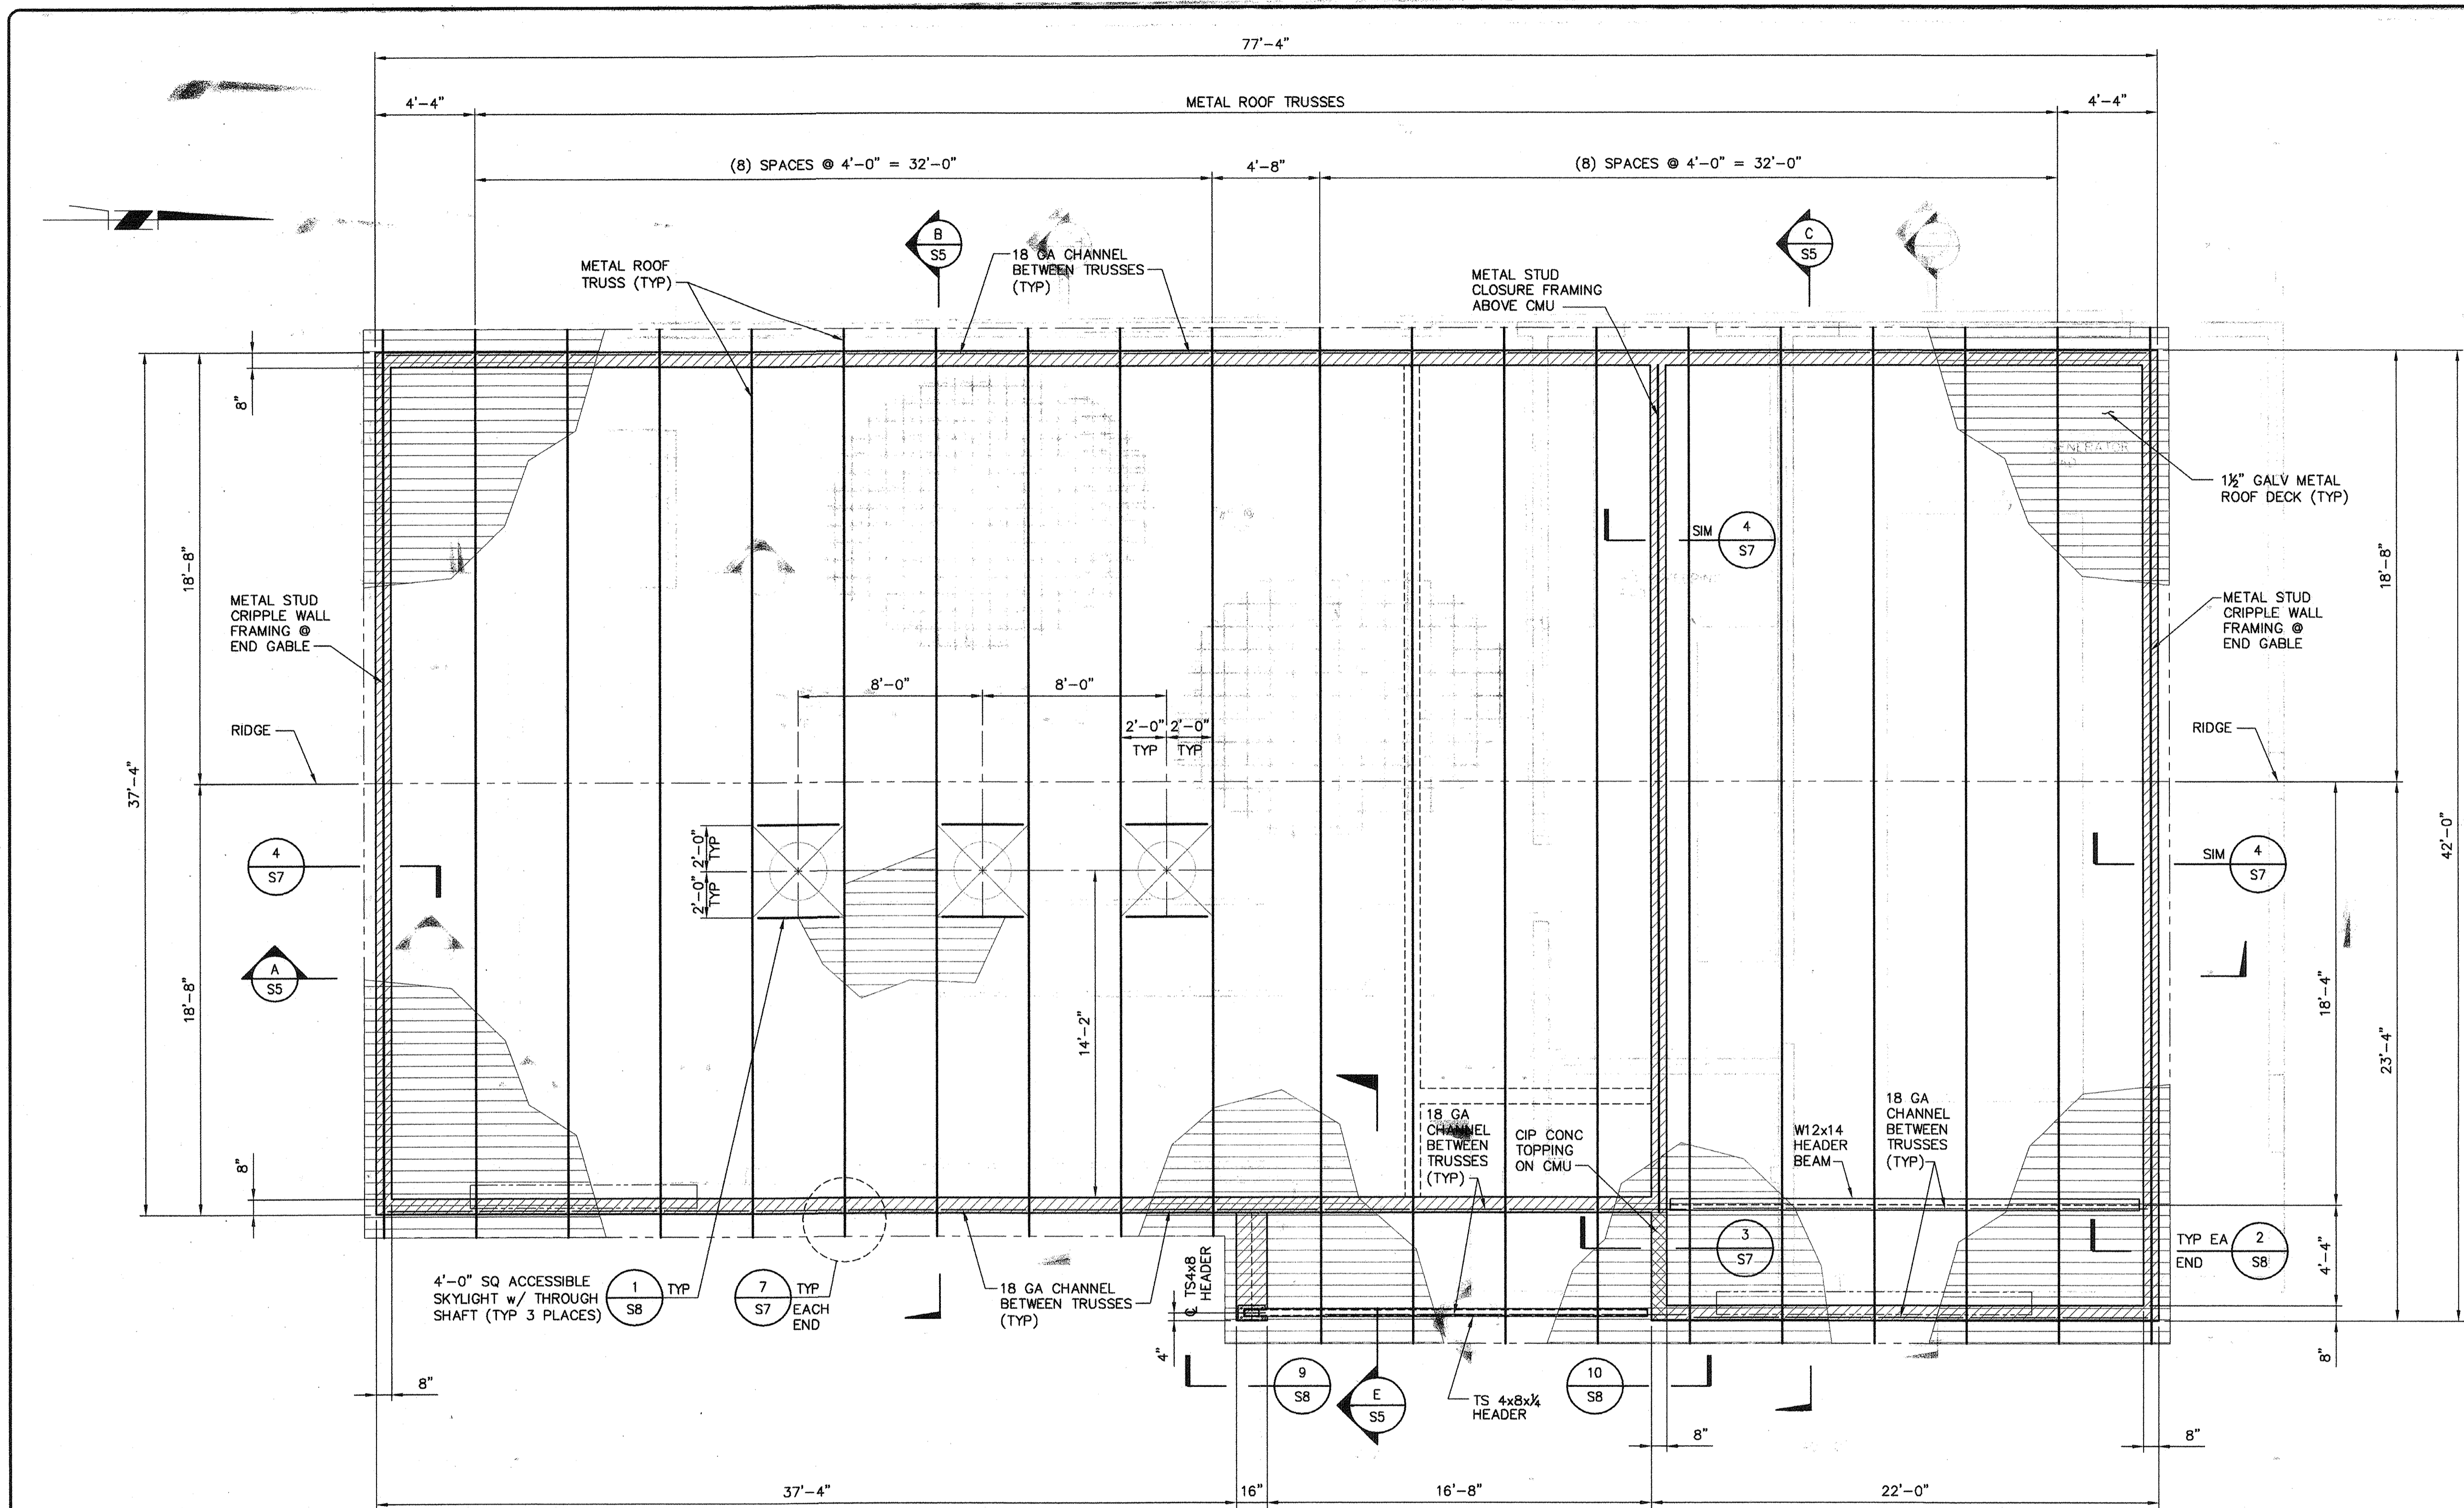 77'-4"
4'-4"
METAL ROOF TRUSSES
4'-4"
(8) SPACES @ 4'-0" = 32'-0"
4'-8"
(8) SPACES @ 4'-0" = 32'-0"
B
S5
C
S5
METAL ROOF
TRUSS (TYP)
18 GA CHANNEL
BETWEEN TRUSSES
(TYP)
METAL STUD
CLOSURE FRAMING
ABOVE CMU
8"
18'-8"
37'-4"
GENERATOR
1½" GALV METAL
ROOF DECK (TYP)
SIM
4
S7
18'-8"
METAL STUD
CRIPPLE WALL
FRAMING @
END GABLE
METAL STUD
CRIPPLE WALL
FRAMING @
END GABLE
8'-0"
8'-0"
2'-0"
2'-0"
TYP
TYP
RIDGE
RIDGE
2'-0"
TYP
2'-0"
TYP
4
S7
SIM
4
S7
42'-0"
A
S5
18'-8"
14'-2"
18'-4"
23'-4"
18 GA
CHANNEL
BETWEEN
TRUSSES
(TYP)
CIP CONC
TOPPING
ON CMU
W12x14
HEADER
BEAM
18 GA
CHANNEL
BETWEEN
TRUSSES
(TYP)
8"
4'-0" SQ ACCESSIBLE
SKYLIGHT w/ THROUGH
SHAFT (TYP 3 PLACES)
1
S8
TYP
7
S7
TYP
EACH
END
18 GA CHANNEL
BETWEEN TRUSSES
(TYP)
℄ TS4x8
HEADER
4"
3
S7
TYP EA
END
2
S8
4'-4"
8"
8"
9
S8
E
S5
TS 4x8x¼
HEADER
10
S8
8"
8"
37'-4"
16"
16'-8"
22'-0"